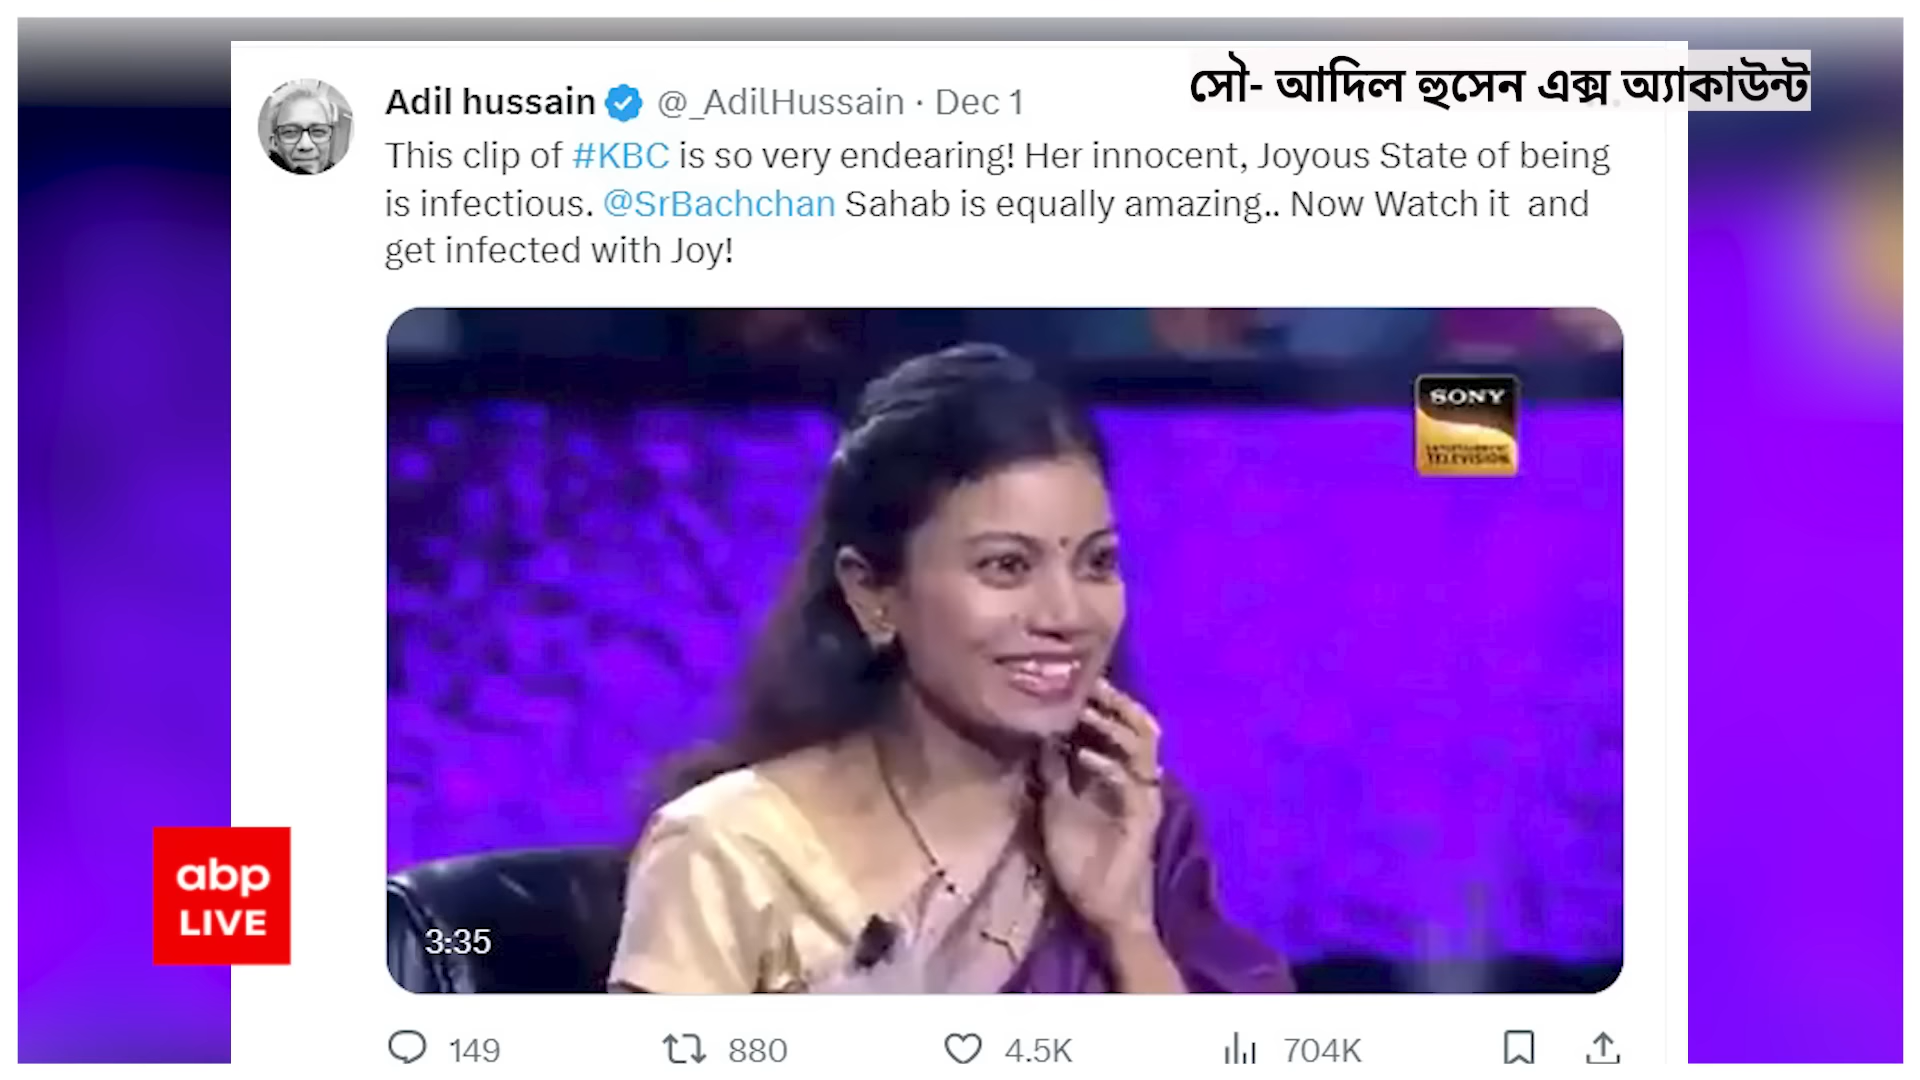 সৌ- আদিল হুসেন এক্স অ্যাকাউন্ট
Adil hussain @_AdilHussain · Dec 1
This clip of #KBC is so very endearing! Her innocent, Joyous State of being
is infectious. @SrBachchan Sahab is equally amazing.. Now Watch it and
get infected with Joy!
SONY
ENTERTAINMENT
TELEVISION
abp
LIVE
3:35
149 880 4.5K 704K